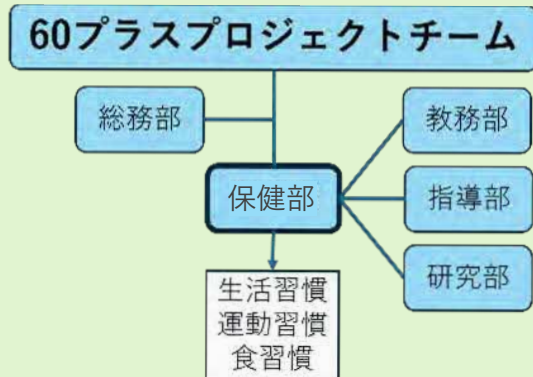 60プラスプロジェクトチーム
総務部
教務部
保健部
指導部
研究部
生活習慣
運動習慣
食習慣